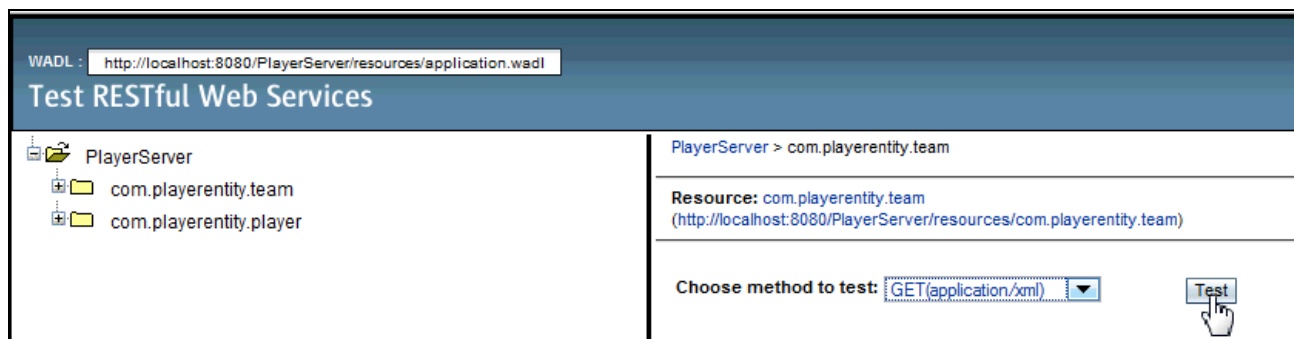 WADL : http://localhost:8080/PlayerServer/resources/application.wadl
Test RESTful Web Services
PlayerServer
com.playerentity.team
com.playerentity.player
PlayerServer > com.playerentity.team
Resource: com.playerentity.team
(http://localhost:8080/PlayerServer/resources/com.playerentity.team)
Choose method to test: GET(application/xml) Test